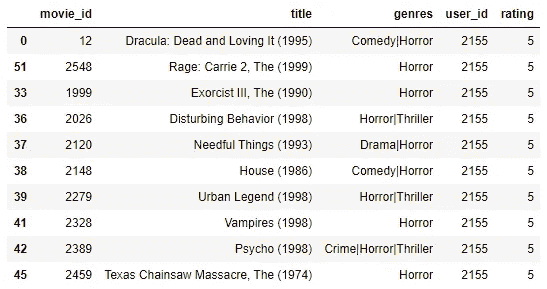 movie_id title genres user_id rating
0 12 Dracula: Dead and Loving It (1995) Comedy|Horror 2155 5
51 2548 Rage: Carrie 2, The (1999) Horror 2155 5
33 1999 Exorcist III, The (1990) Horror 2155 5
36 2026 Disturbing Behavior (1998) Horror|Thriller 2155 5
37 2120 Needful Things (1993) Drama|Horror 2155 5
38 2148 House (1986) Comedy|Horror 2155 5
39 2279 Urban Legend (1998) Horror|Thriller 2155 5
41 2328 Vampires (1998) Horror 2155 5
42 2389 Psycho (1998) Crime|Horror|Thriller 2155 5
45 2459 Texas Chainsaw Massacre, The (1974) Horror 2155 5